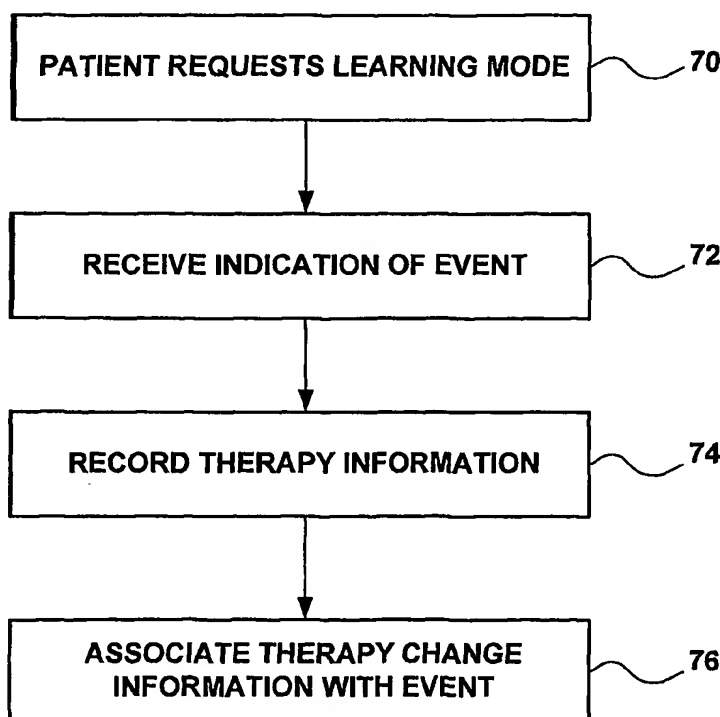 PATIENT REQUESTS LEARNING MODE
70
RECEIVE INDICATION OF EVENT
72
RECORD THERAPY INFORMATION
74
ASSOCIATE THERAPY CHANGE
INFORMATION WITH EVENT
76